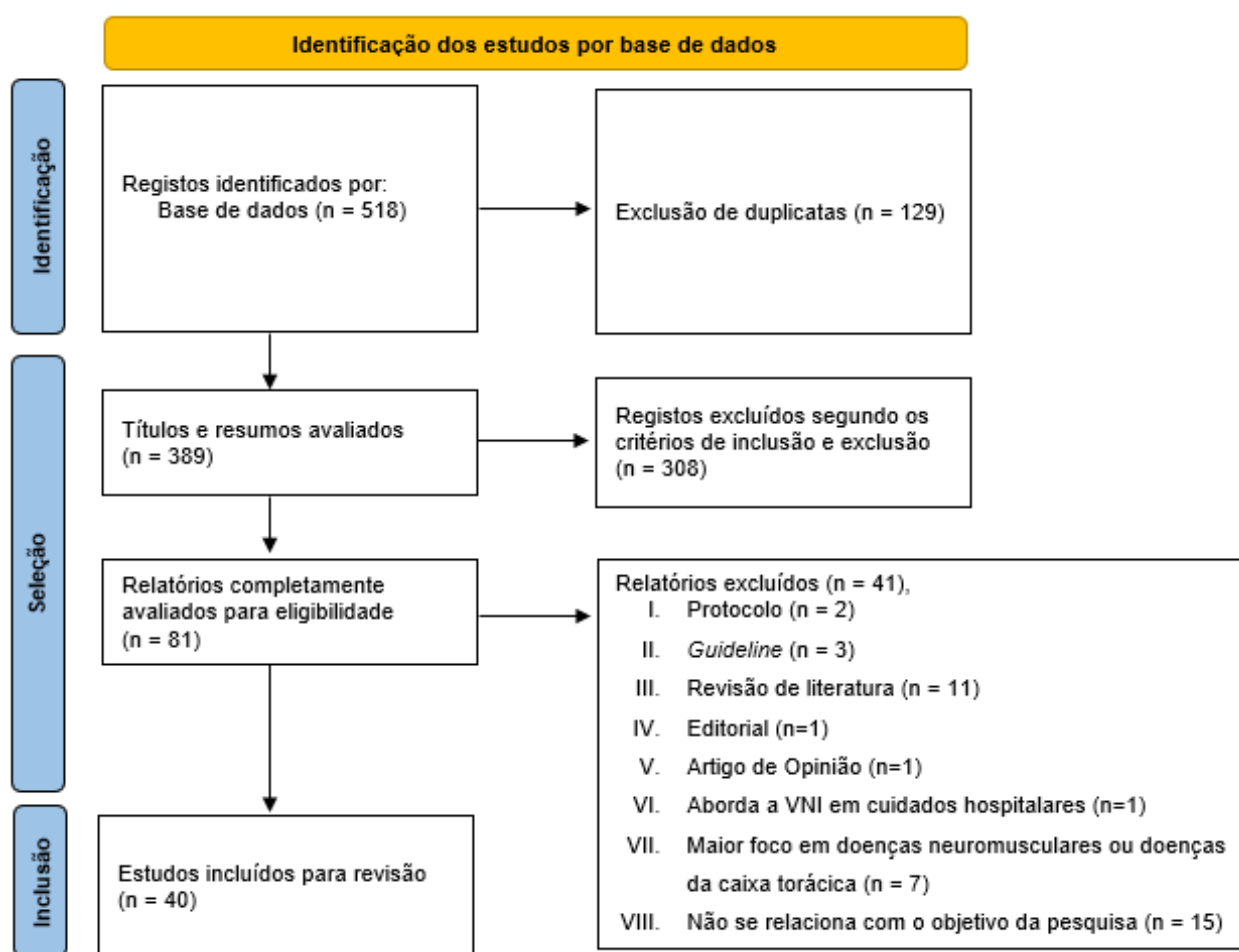 Identificação dos estudos por base de dados
Identificação
Registos identificados por:
Base de dados (n = 518)
Exclusão de duplicatas (n = 129)
Seleção
Títulos e resumos avaliados
(n = 389)
Registos excluídos segundo os
critérios de inclusão e exclusão
(n = 308)
Relatórios completamente
avaliados para eligibilidade
(n = 81)
Relatórios excluídos (n = 41),
I. Protocolo (n = 2)
II. Guideline (n = 3)
III. Revisão de literatura (n = 11)
IV. Editorial (n=1)
V. Artigo de Opinião (n=1)
VI. Aborda a VNI em cuidados hospitalares (n=1)
VII. Maior foco em doenças neuromusculares ou doenças
da caixa torácica (n = 7)
VIII. Não se relaciona com o objetivo da pesquisa (n = 15)
Inclusão
Estudos incluídos para revisão
(n = 40)